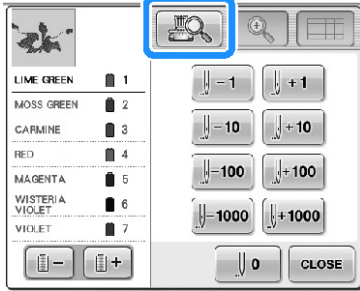 LIME GREEN 1
MOSS GREEN 2
CARMINE 3
RED 4
MAGENTA 5
WISTERIA
VIOLET 6
VIOLET 7
-1 +1
-10 +10
-100 +100
-1000 +1000
- +
0 CLOSE